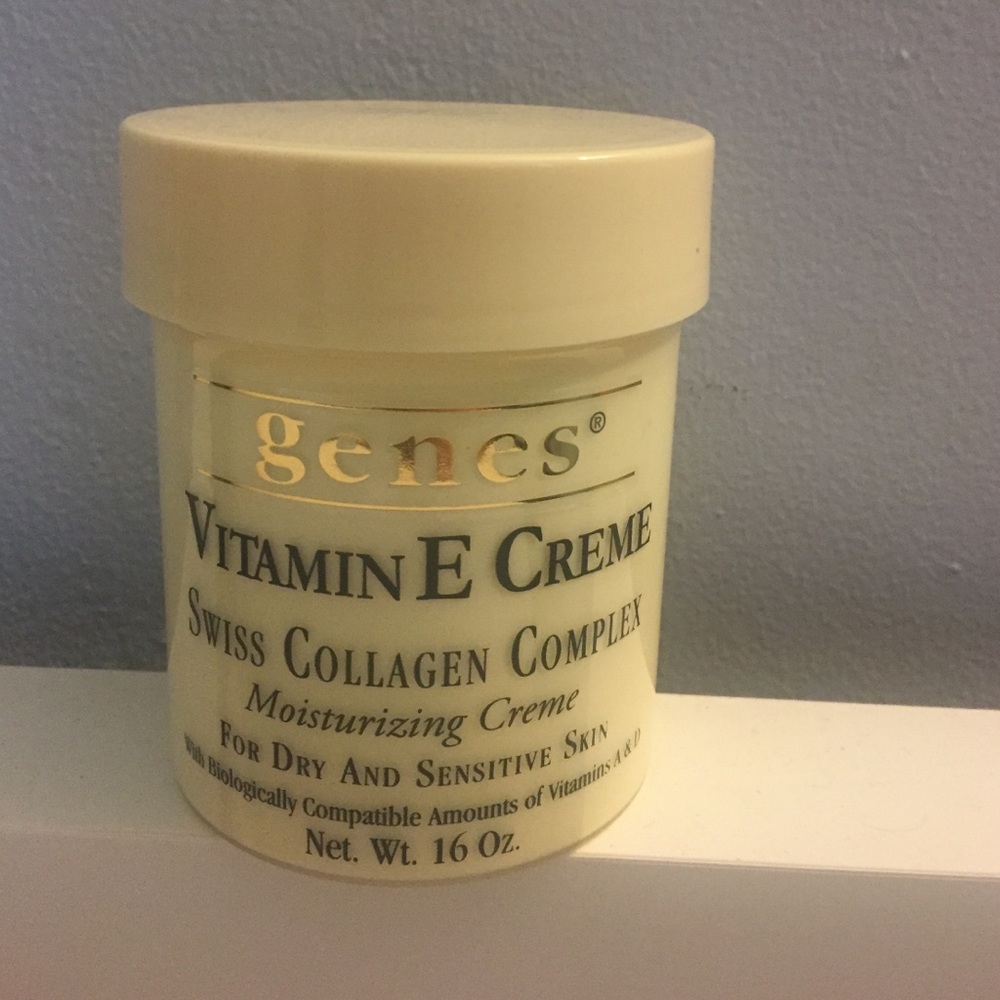 genes®
VITAMIN E CREME
SWISS COLLAGEN COMPLEX
Moisturizing Creme
FOR DRY AND SENSITIVE SKIN
With Biologically Compatible Amounts of Vitamins A & D
Net. Wt. 16 Oz.